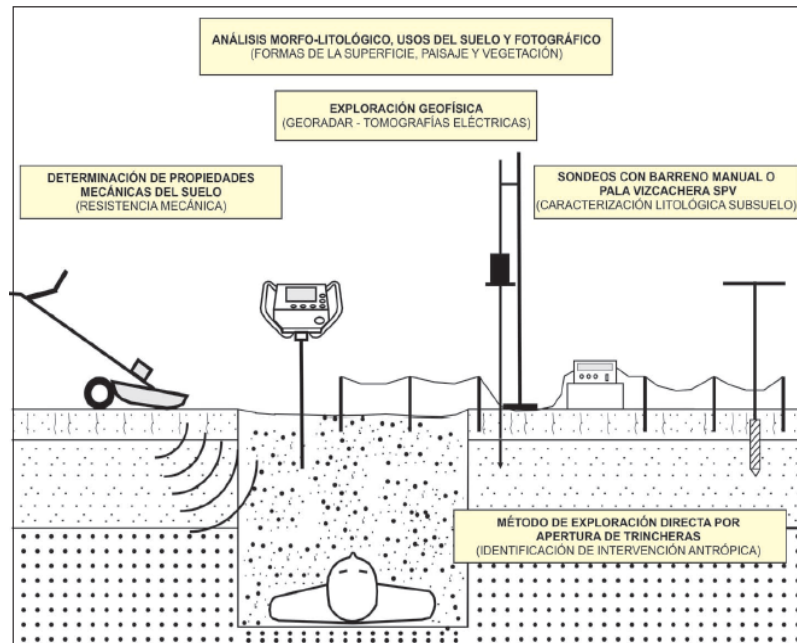 ANÁLISIS MORFO-LITOLÓGICO, USOS DEL SUELO Y FOTOGRÁFICO
(FORMAS DE LA SUPERFICIE, PAISAJE Y VEGETACIÓN)
EXPLORACIÓN GEOFÍSICA
(GEORADAR - TOMOGRAFÍAS ELÉCTRICAS)
DETERMINACIÓN DE PROPIEDADES
MECÁNICAS DEL SUELO
(RESISTENCIA MECÁNICA)
SONDEOS CON BARRENO MANUAL O
PALA VIZCACHERA SPV
(CARACTERIZACIÓN LITOLÓGICA SUBSUELO)
MÉTODO DE EXPLORACIÓN DIRECTA POR
APERTURA DE TRINCHERAS
(IDENTIFICACIÓN DE INTERVENCIÓN ANTRÓPICA)